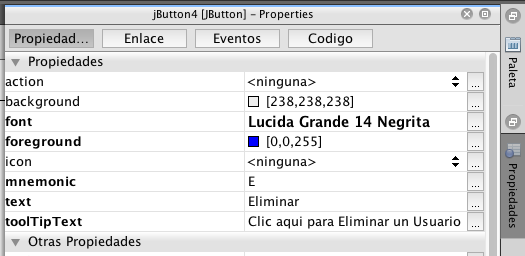 jButton4 [JButton] – Properties
Propiedad...
Enlace
Eventos
Codigo
Propiedades
action <ninguna> ...
background [238,238,238] ...
font Lucida Grande 14 Negrita ...
foreground [0,0,255] ...
icon <ninguna> ...
mnemonic E ...
text Eliminar ...
toolTipText Clic aqui para Eliminar un Usuario ...
Otras Propiedades
Paleta
Propiedades